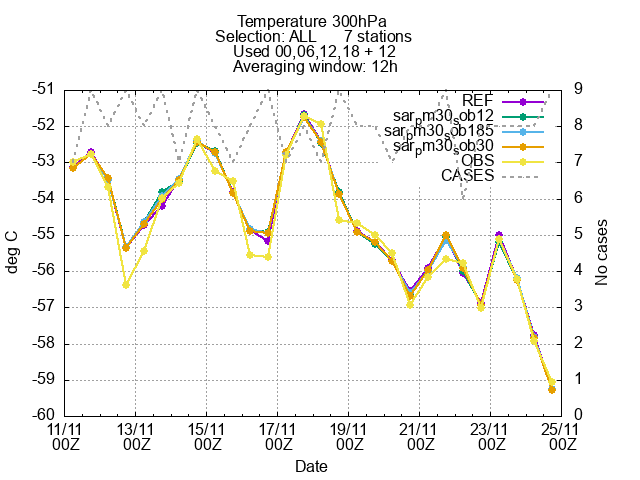 Temperature 300hPa
Selection: ALL 7 stations
Used 00,06,12,18 + 12
Averaging window: 12h
-51 9
REF
sarpm30sob12
-52 8
sarpm30sob185
sarpm30sob30
-53 OBS 7
CASES
-54 6
-55 5
deg C
No cases
-56 4
-57 3
-58 2
-59 1
-60 0
11/11 13/11 15/11 17/11 19/11 21/11 23/11 25/11
00Z 00Z 00Z 00Z 00Z 00Z 00Z 00Z
Date